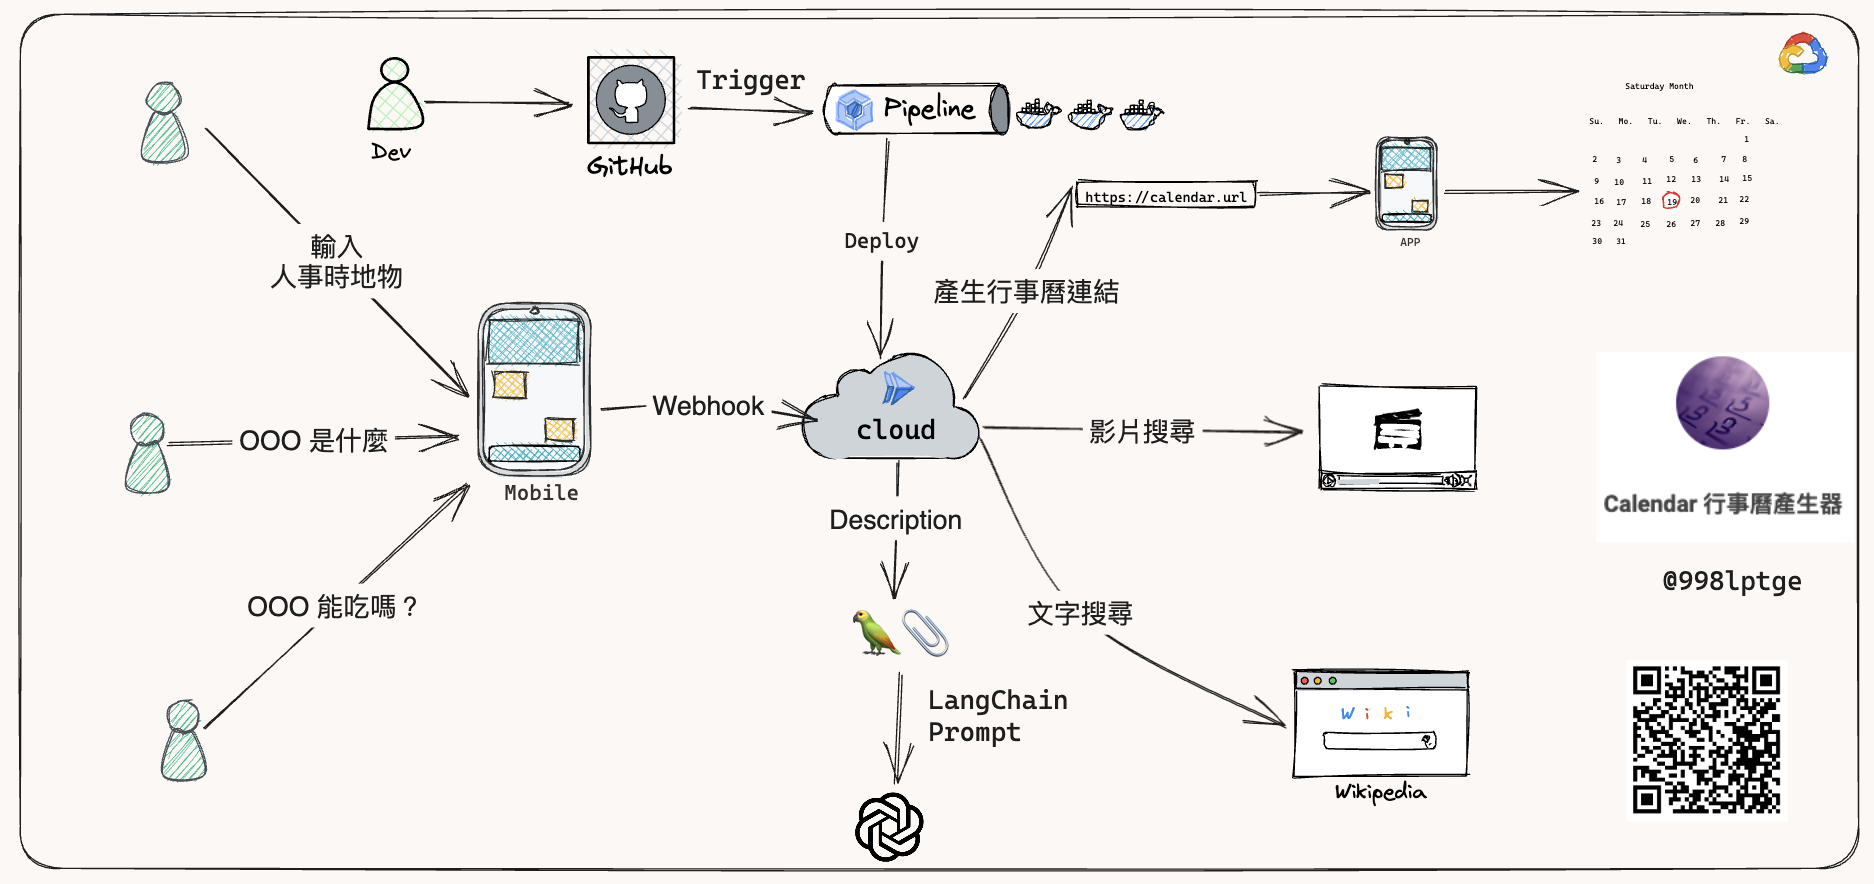 Dev
GitHub
Trigger
Pipeline
Deploy
輸入
人事時地物
OOO 是什麼
OOO 能吃嗎？
Mobile
Webhook
cloud
產生行事曆連結
https://calendar.url
APP
Saturday Month
Su. Mo. Tu. We. Th. Fr. Sa.
1
2 3 4 5 6 7 8
9 10 11 12 13 14 15
16 17 18 19 20 21 22
23 24 25 26 27 28 29
30 31
影片搜尋
Description
文字搜尋
LangChain
Prompt
Wiki
Wikipedia
Calendar 行事曆產生器
@998lptge